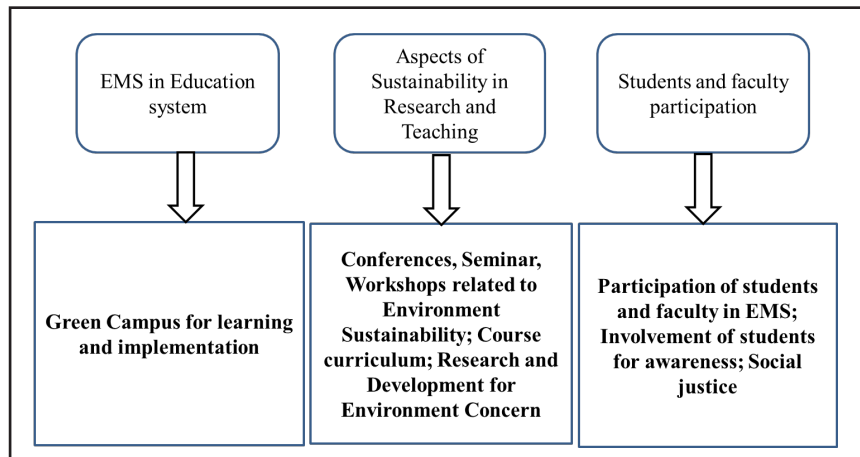 EMS in Education
system
Aspects of
Sustainability in
Research and
Teaching
Students and faculty
participation
Green Campus for learning
and implementation
Conferences, Seminar,
Workshops related to
Environment
Sustainability; Course
curriculum; Research and
Development for
Environment Concern
Participation of students
and faculty in EMS;
Involvement of students
for awareness; Social
justice